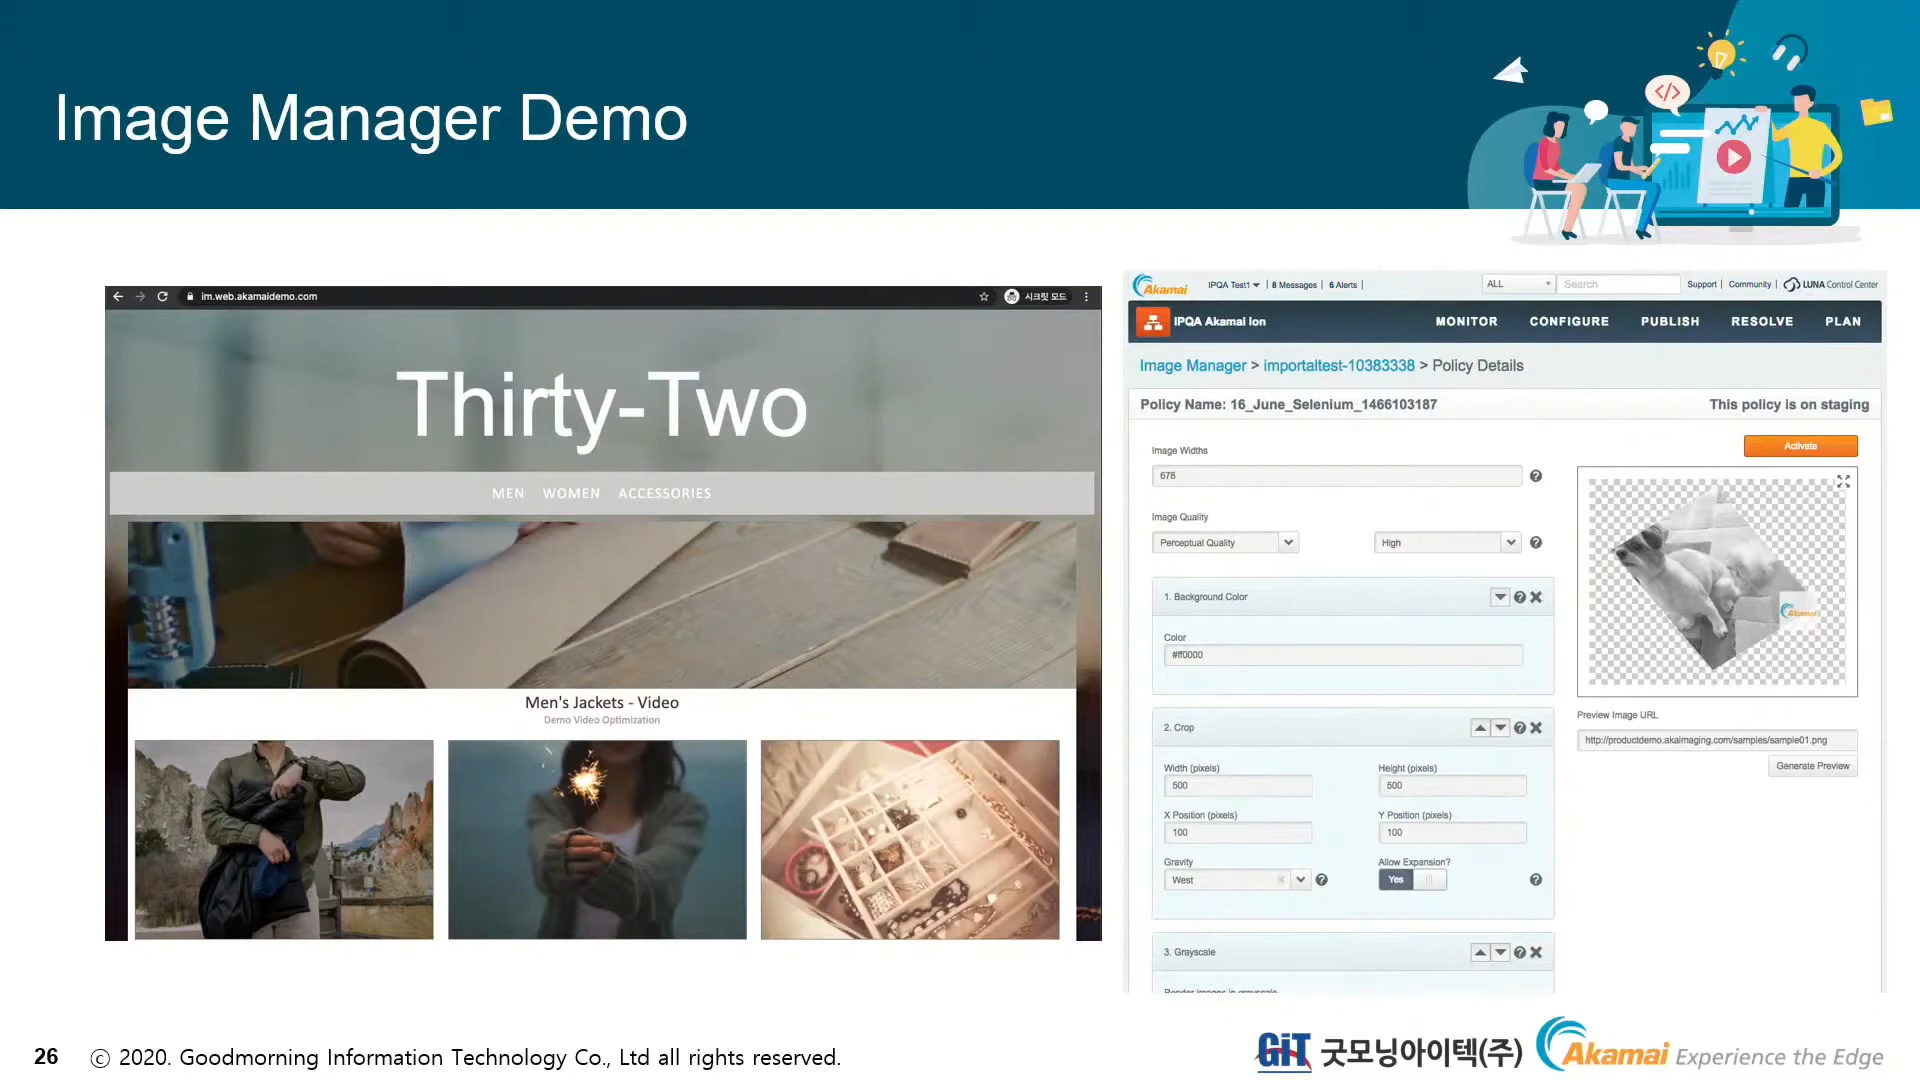 Image Manager Demo
</>
im.web.akamaidemo.com
시크릿 모드
Thirty-Two
MEN WOMEN ACCESSORIES
Men's Jackets - Video
Demo Video Optimization
Akamai
IPQA Test1 | 8 Messages | 6 Alerts |
ALL
Search
Support | Community | LUNA Control Center
IPQA Akamai Ion
MONITOR CONFIGURE PUBLISH RESOLVE PLAN
Image Manager > importaltest-10383338 > Policy Details
Policy Name: 16_June_Selenium_1466103187
This policy is on staging
Activate
Image Widths
678
Image Quality
Perceptual Quality
High
1. Background Color
Color
#ff0000
2. Crop
Width (pixels)
Height (pixels)
500
500
X Position (pixels)
Y Position (pixels)
100
100
Gravity
Allow Expansion?
West
Yes
3. Grayscale
Render images in grayscale
Akamai
Preview Image URL
http://productdemo.akaimaging.com/samples/sample01.png
Generate Preview
26
ⓒ 2020. Goodmorning Information Technology Co., Ltd all rights reserved.
GiT 굿모닝아이텍(주)
Akamai Experience the Edge